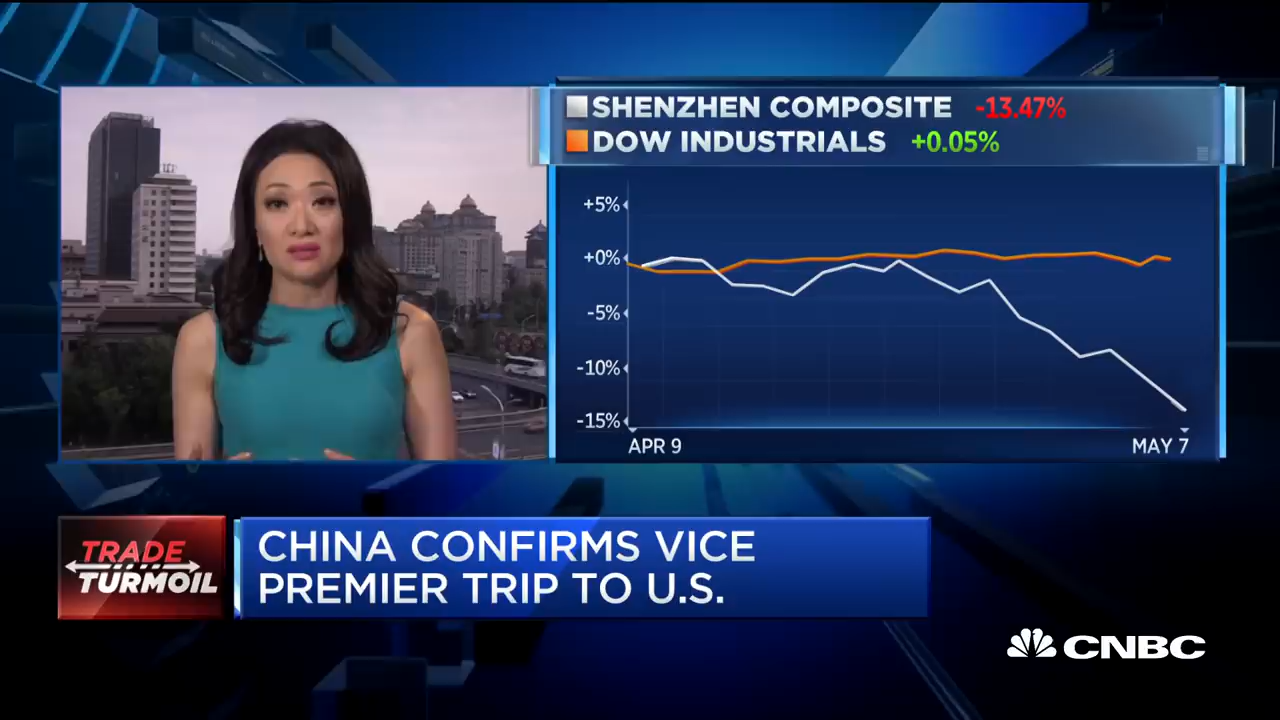 SHENZHEN COMPOSITE -13.47%
DOW INDUSTRIALS +0.05%
+5%
+0%
-5%
-10%
-15%
APR 9 MAY 7
TRADE
TURMOIL
CHINA CONFIRMS VICE
PREMIER TRIP TO U.S.
CNBC